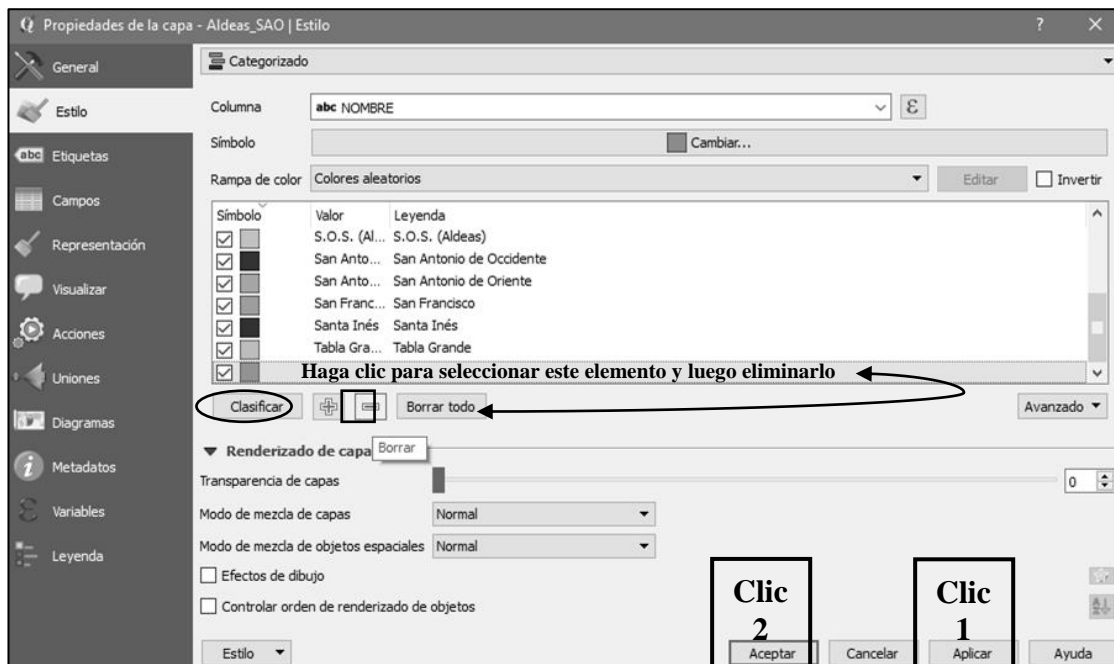 Propiedades de la capa - Aldeas_SAO | Estilo ? X
General
Estilo
abc Etiquetas
Campos
Representación
Visualizar
Acciones
Uniones
Diagramas
Metadatos
Variables
Leyenda
Categorizado
Columna abc NOMBRE ε
Símbolo Cambiar...
Rampa de color Colores aleatorios Editar Invertir
Símbolo Valor Leyenda
S.O.S. (Al... S.O.S. (Aldeas)
San Anto... San Antonio de Occidente
San Anto... San Antonio de Oriente
San Franc... San Francisco
Santa Inés Santa Inés
Tabla Gra... Tabla Grande
Haga clic para seleccionar este elemento y luego eliminarlo
Clasificar Borrar todo Avanzado
Borrar
Renderizado de capa
Transparencia de capas 0
Modo de mezcla de capas Normal
Modo de mezcla de objetos espaciales Normal
Efectos de dibujo
Controlar orden de renderizado de objetos
Clic 2
Clic 1
Estilo Aceptar Cancelar Aplicar Ayuda